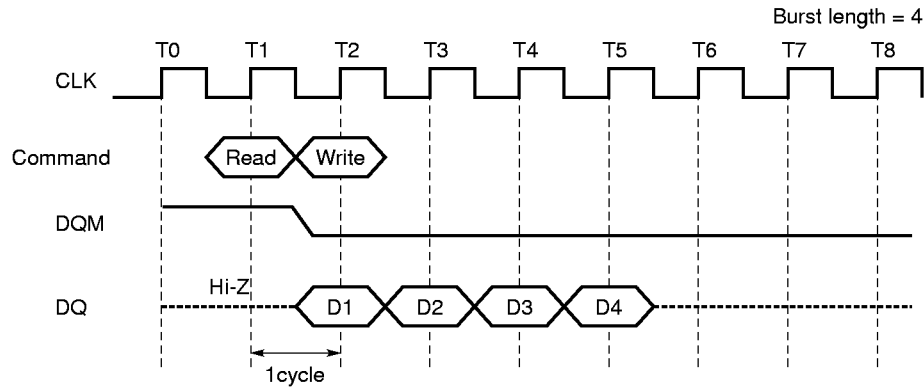 Burst length = 4
T0 T1 T2 T3 T4 T5 T6 T7 T8
CLK
Command Read Write
DQM
Hi-Z
DQ D1 D2 D3 D4
1cycle